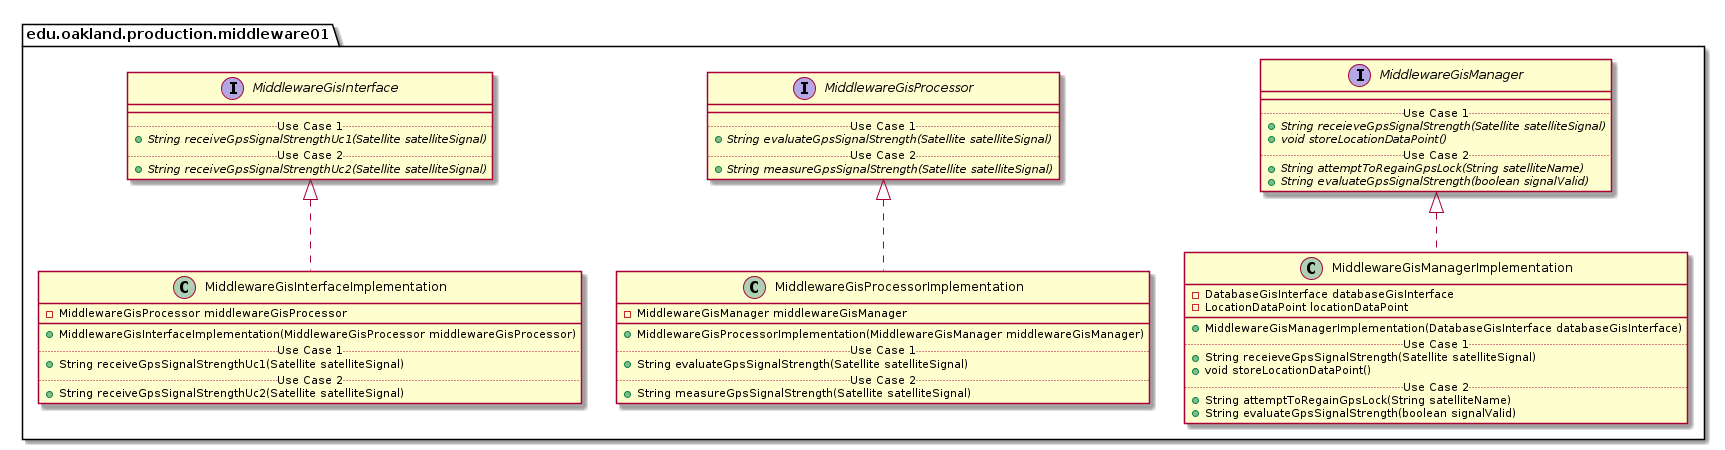 edu.oakland.production.middleware01
I MiddlewareGisInterface
Use Case 1
String receiveGpsSignalStrengthUc1(Satellite satelliteSignal)
Use Case 2
String receiveGpsSignalStrengthUc2(Satellite satelliteSignal)
I MiddlewareGisProcessor
Use Case 1
String evaluateGpsSignalStrength(Satellite satelliteSignal)
Use Case 2
String measureGpsSignalStrength(Satellite satelliteSignal)
I MiddlewareGisManager
Use Case 1
String receieveGpsSignalStrength(Satellite satelliteSignal)
void storeLocationDataPoint()
Use Case 2
String attemptToRegainGpsLock(String satelliteName)
String evaluateGpsSignalStrength(boolean signalValid)
C MiddlewareGisInterfaceImplementation
MiddlewareGisProcessor middlewareGisProcessor
MiddlewareGisInterfaceImplementation(MiddlewareGisProcessor middlewareGisProcessor)
Use Case 1
String receiveGpsSignalStrengthUc1(Satellite satelliteSignal)
Use Case 2
String receiveGpsSignalStrengthUc2(Satellite satelliteSignal)
C MiddlewareGisProcessorImplementation
MiddlewareGisManager middlewareGisManager
MiddlewareGisProcessorImplementation(MiddlewareGisManager middlewareGisManager)
Use Case 1
String evaluateGpsSignalStrength(Satellite satelliteSignal)
Use Case 2
String measureGpsSignalStrength(Satellite satelliteSignal)
C MiddlewareGisManagerImplementation
DatabaseGisInterface databaseGisInterface
LocationDataPoint locationDataPoint
MiddlewareGisManagerImplementation(DatabaseGisInterface databaseGisInterface)
Use Case 1
String receieveGpsSignalStrength(Satellite satelliteSignal)
void storeLocationDataPoint()
Use Case 2
String attemptToRegainGpsLock(String satelliteName)
String evaluateGpsSignalStrength(boolean signalValid)